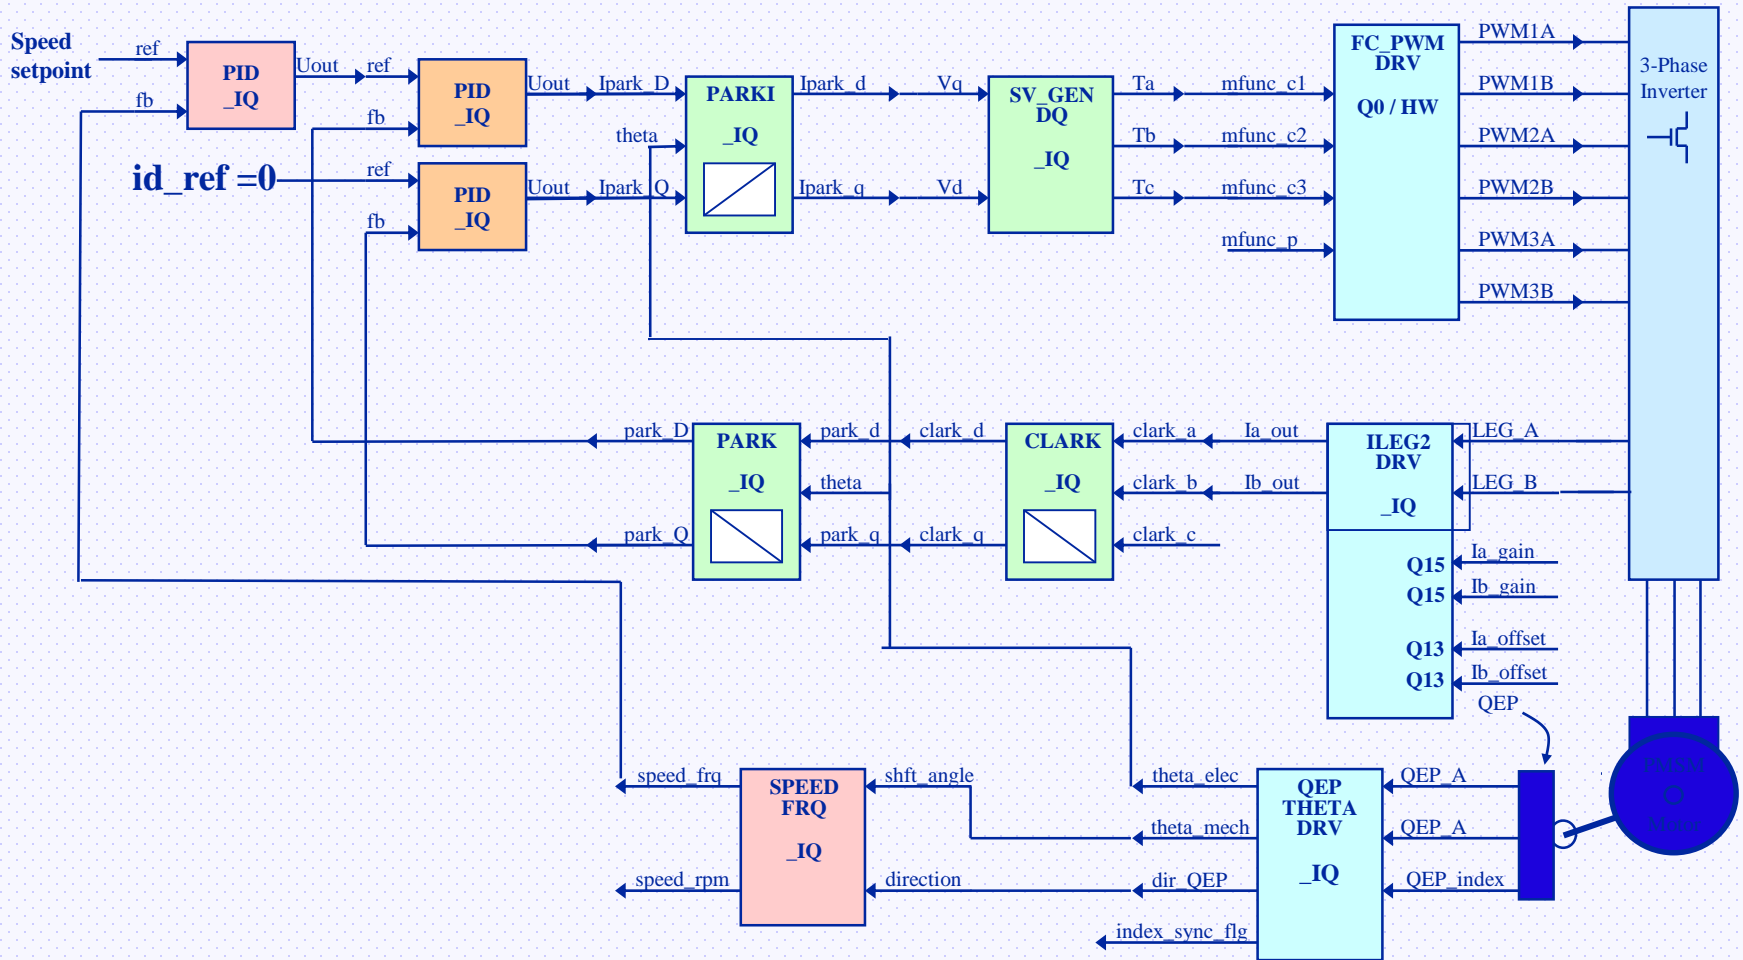 Speed
setpoint
ref
fb
PID
_IQ
Uout
ref
fb
PID
_IQ
Uout
Ipark_D
id_ref =0
ref
fb
PID
_IQ
Uout
Ipark_Q
theta
PARKI
_IQ
Ipark_d
Ipark_q
Vq
Vd
SV_GEN
DQ
_IQ
Ta
Tb
Tc
mfunc_c1
mfunc_c2
mfunc_c3
mfunc_p
FC_PWM
DRV
Q0 / HW
PWM1A
PWM1B
PWM2A
PWM2B
PWM3A
PWM3B
3-Phase
Inverter
park_D
park_Q
PARK
_IQ
park_d
theta
park_q
clark_d
clark_q
CLARK
_IQ
clark_a
clark_b
clark_c
Ia_out
Ib_out
ILEG2
DRV
_IQ
Q15
Q15
Q13
Q13
LEG_A
LEG_B
Ia_gain
Ib_gain
Ia_offset
Ib_offset
QEP
PMSM
Motor
speed_frq
speed_rpm
SPEED
FRQ
_IQ
shft_angle
direction
theta_elec
theta_mech
dir_QEP
index_sync_flg
QEP
THETA
DRV
_IQ
QEP_A
QEP_A
QEP_index